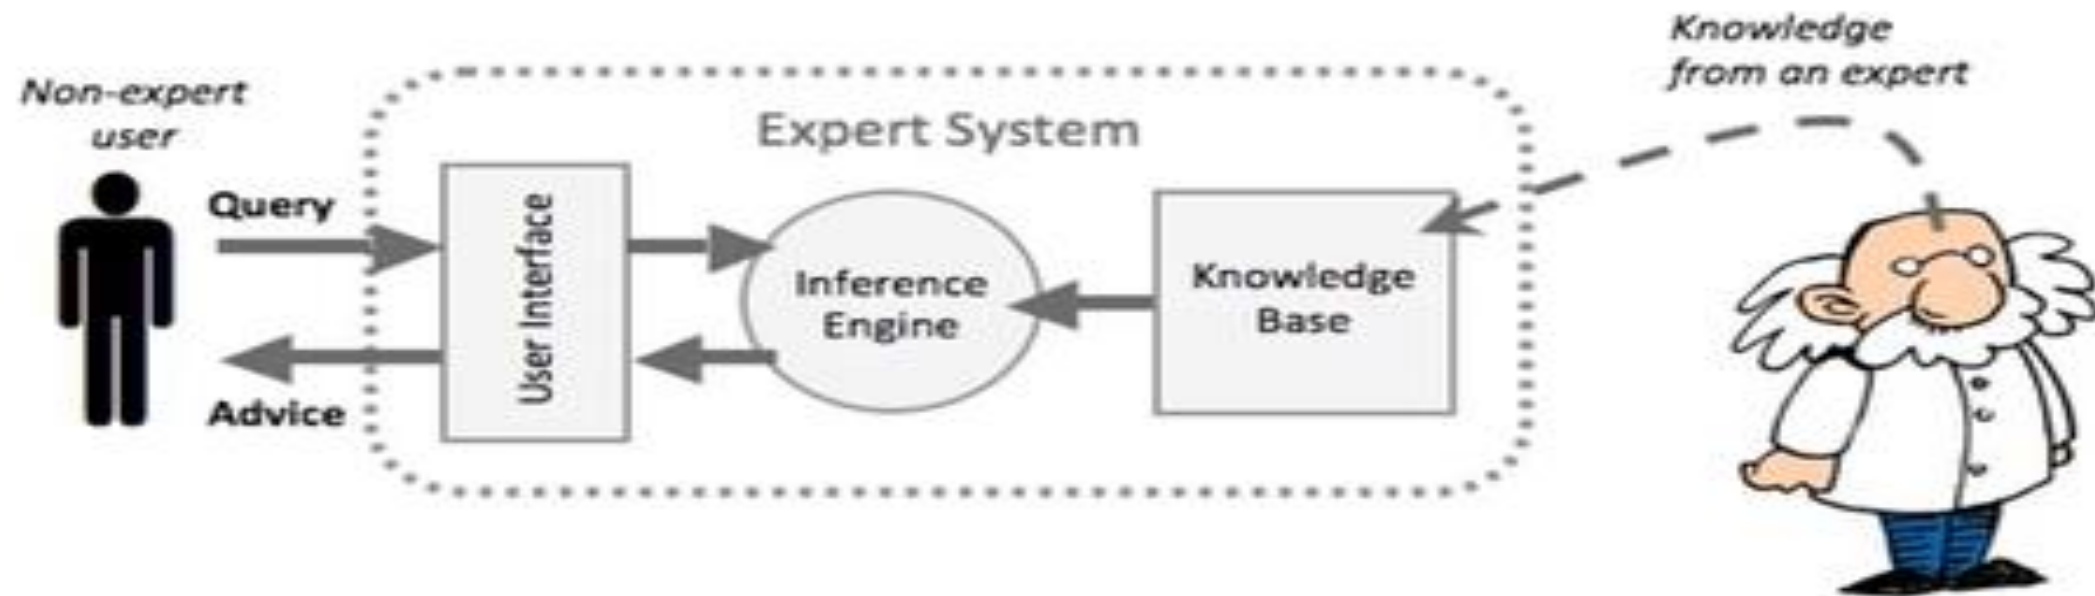 Knowledge
from an expert
Non-expert
user
Expert System
Query
User Interface
Inference
Engine
Knowledge
Base
Advice